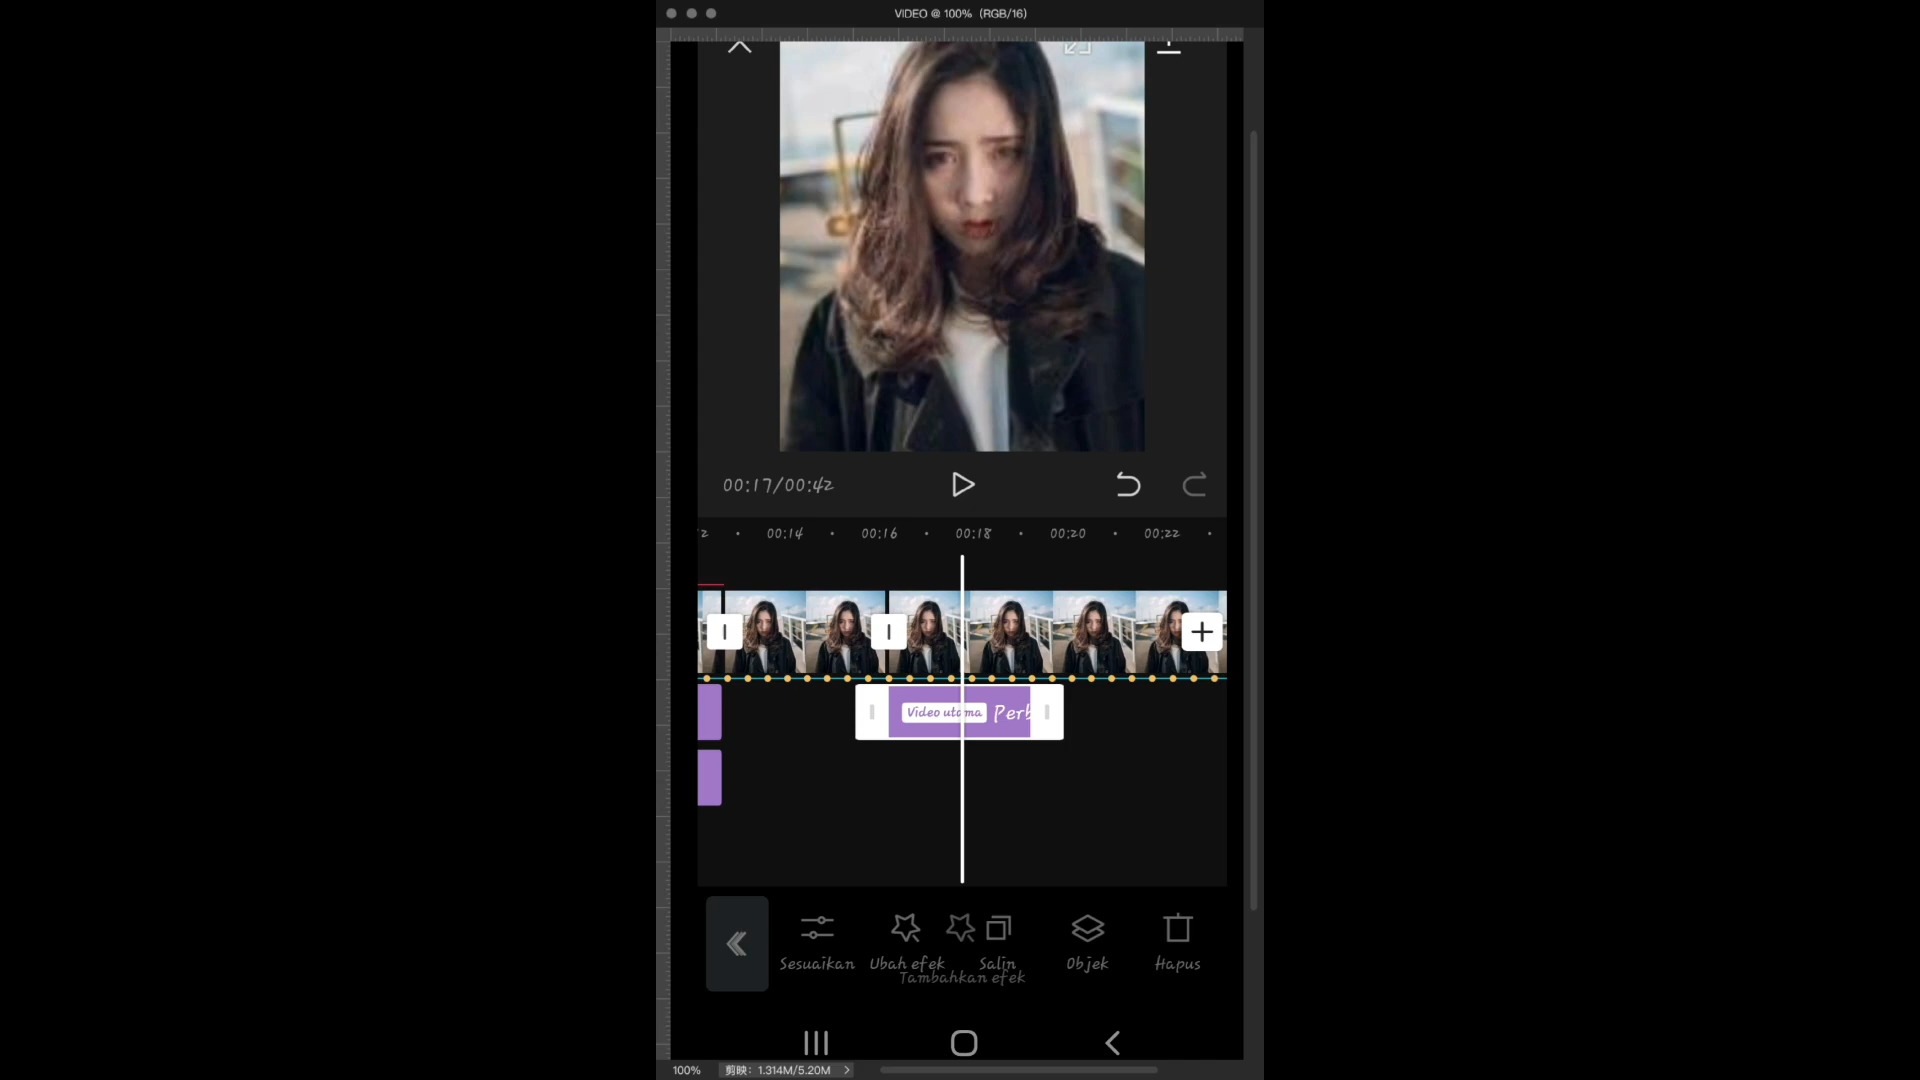 VIDEO @ 100% (RGB/16)
00:17/00:42
00:14 00:16 00:18 00:20 00:22
Video utama
Sesuaikan Ubah efek Salin Objek Hapus
Tambahkan efek
100% 剪映: 1.314M/5.20M